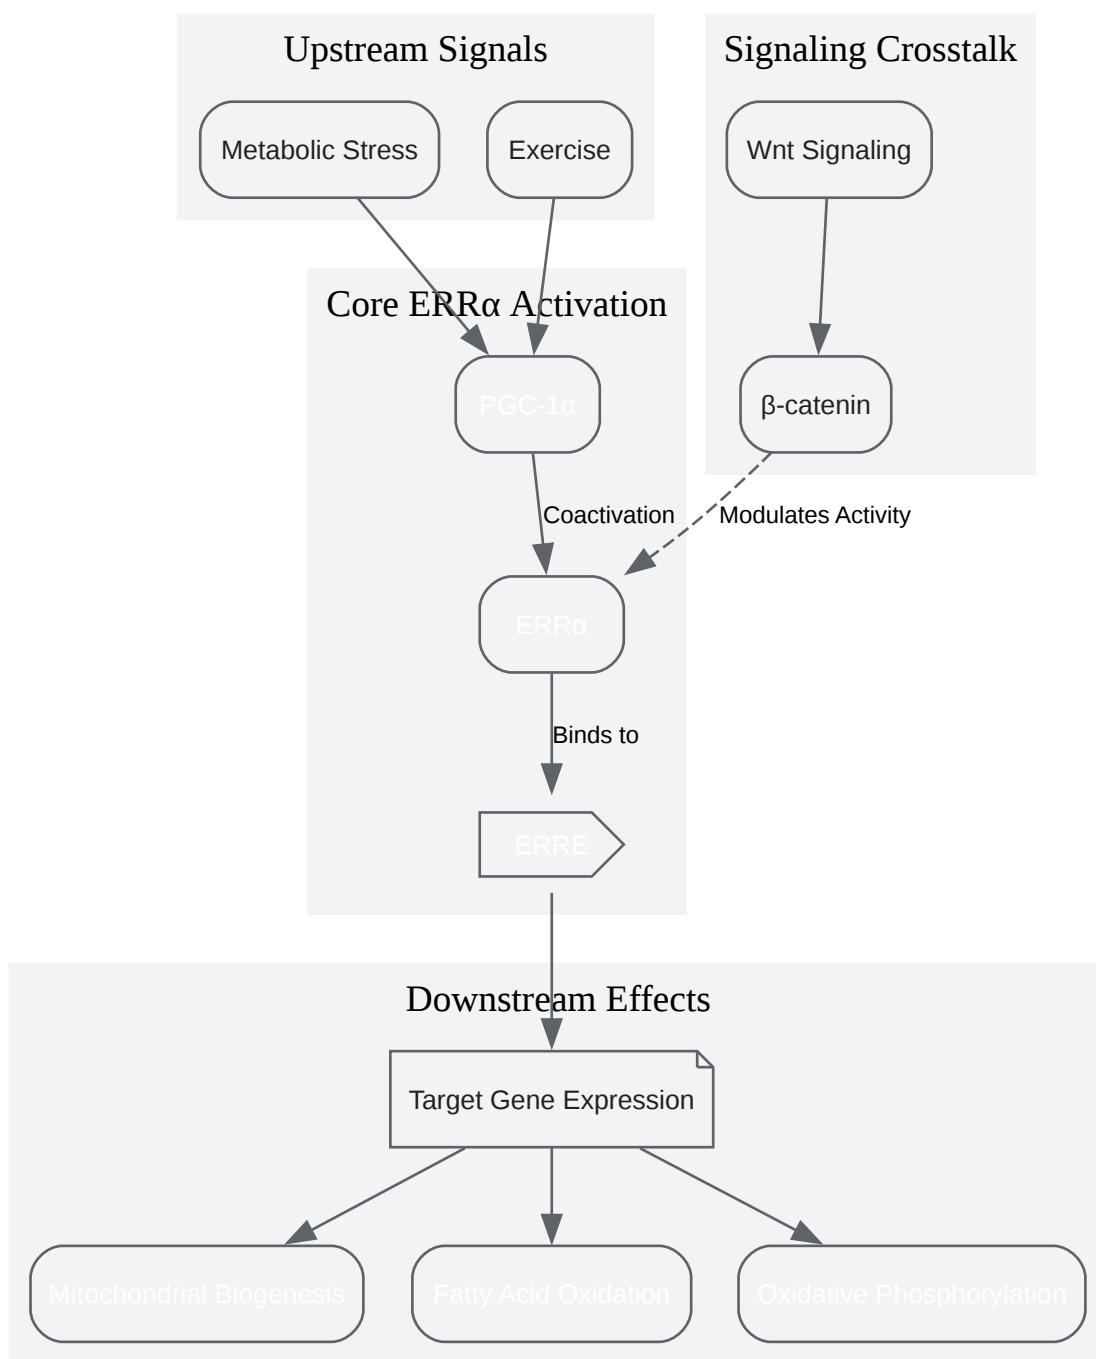 Upstream Signals
Signaling Crosstalk
Metabolic Stress
Exercise
Wnt Signaling
Core ERRα Activation
PGC-1α
β-catenin
Coactivation
Modulates Activity
ERRα
Binds to
ERRE
Downstream Effects
Target Gene Expression
Mitochondrial Biogenesis
Fatty Acid Oxidation
Oxidative Phosphorylation